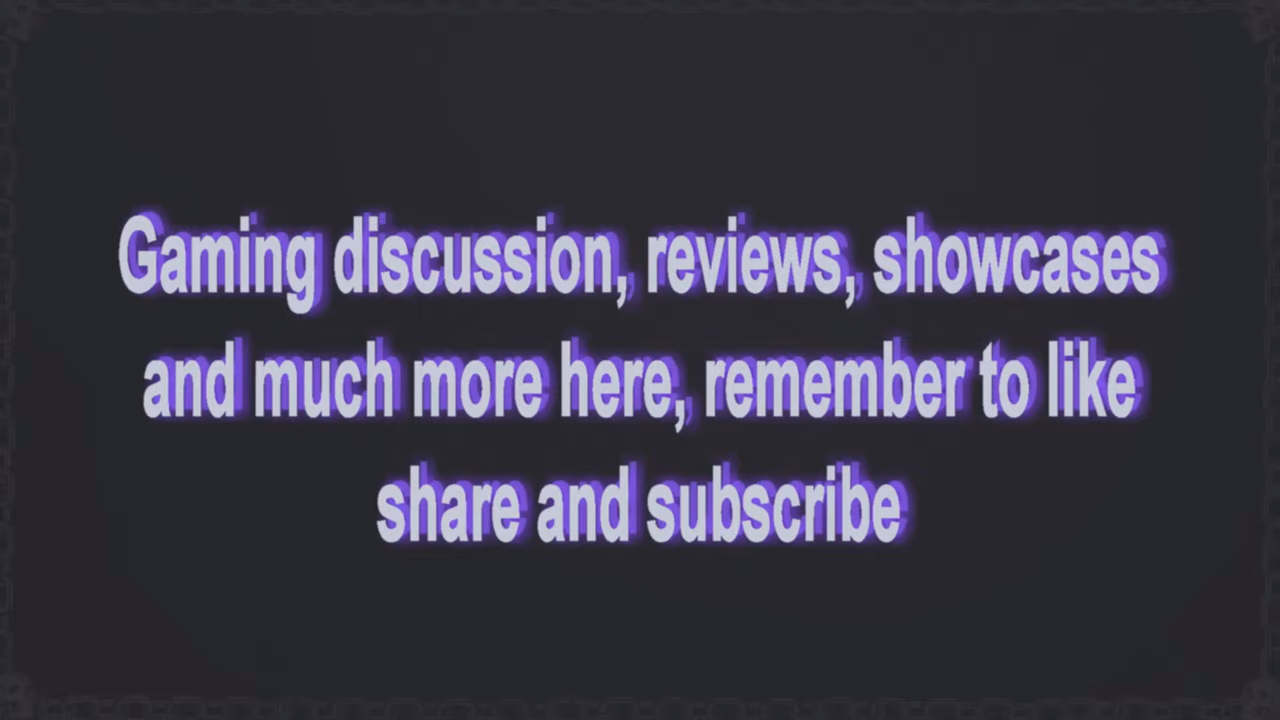 Gaming discussion, reviews, showcases
and much more here, remember to like
share and subscribe